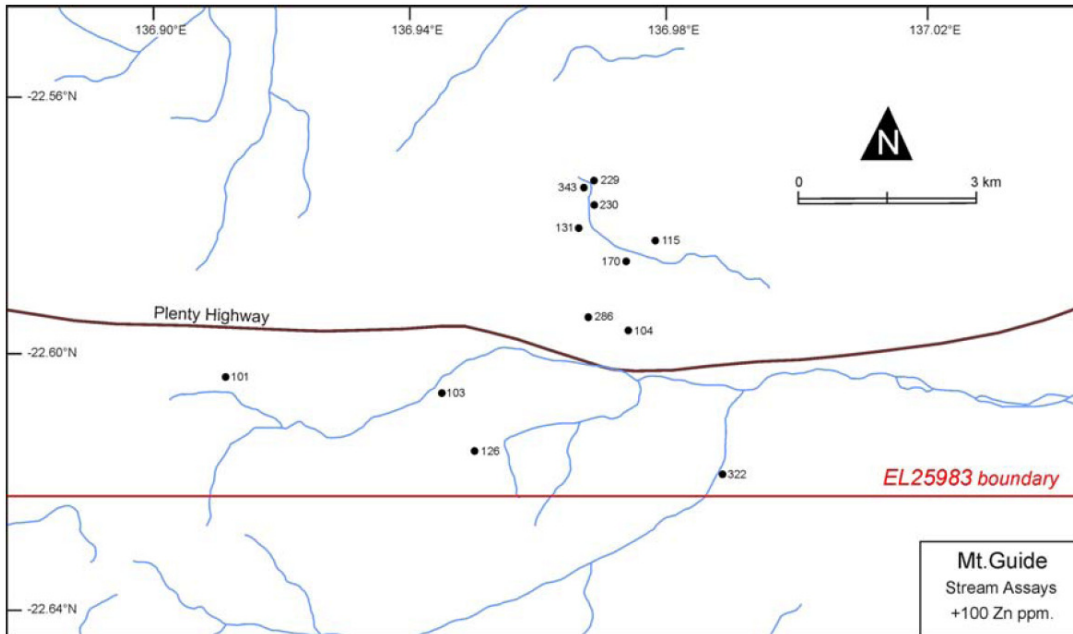 136.90°E
136.94°E
136.98°E
137.02°E
-22.56°N
N
0
3 km
229
343
230
131
115
170
Plenty Highway
286
104
-22.60°N
101
103
126
322
EL25983 boundary
Mt.Guide
Stream Assays
+100 Zn ppm.
-22.64°N